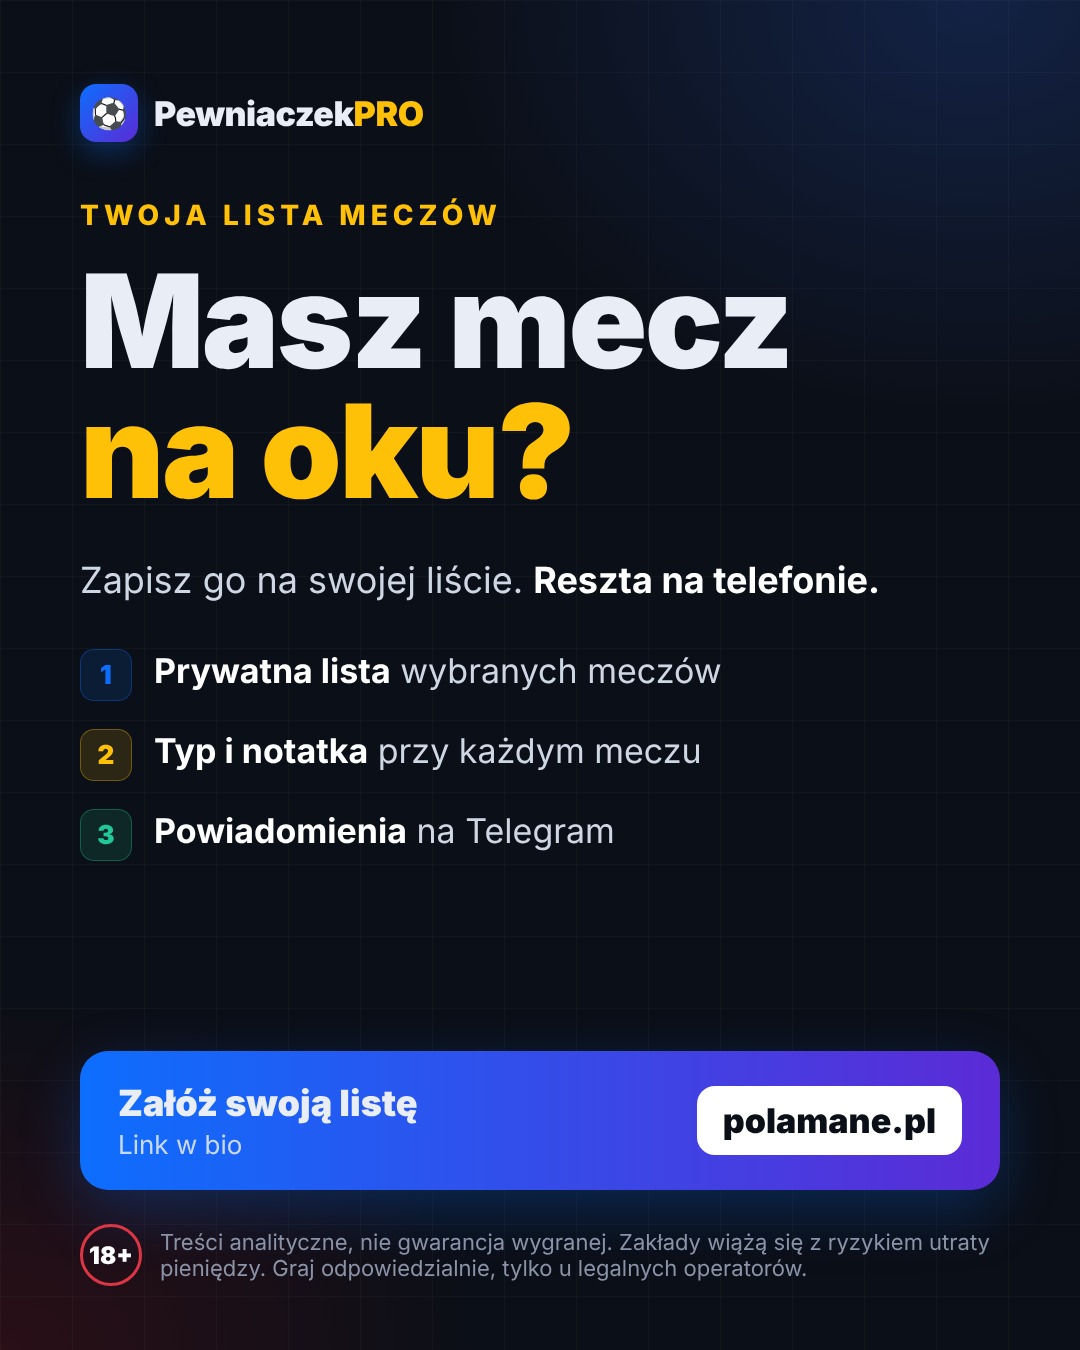 PewniaczekPRO
TWOJA LISTA MECZÓW
Masz mecz
na oku?
Zapisz go na swojej liście. Reszta na telefonie.
1 Prywatna lista wybranych meczów
2 Typ i notatka przy każdym meczu
3 Powiadomienia na Telegram
Załóż swoją listę
Link w bio
polamane.pl
18+
Treści analityczne, nie gwarancja wygranej. Zakłady wiążą się z ryzykiem utraty
pieniędzy. Graj odpowiedzialnie, tylko u legalnych operatorów.